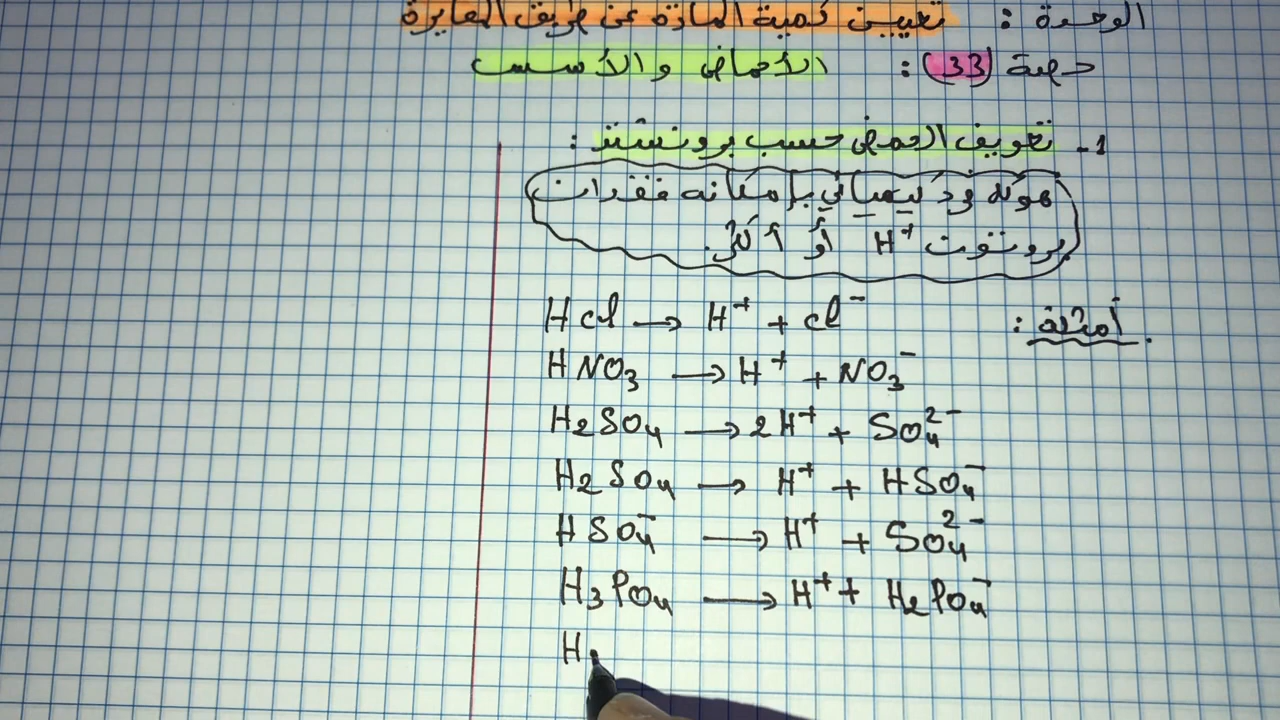 الوحدة : تعيين كمية المادة عن طريق المعايرة
حصة (33) : الأحماض والأسس
1- تعريف الحمض حسب برونشتد :
هو كل فرد كيميائي بإمكانه فقدان
بروتون H⁺ أو أكثر.
أمثلة :
HCl → H⁺ + Cl⁻
HNO₃ → H⁺ + NO₃⁻
H₂SO₄ → 2H⁺ + SO₄²⁻
H₂SO₄ → H⁺ + HSO₄⁻
HSO₄⁻ → H⁺ + SO₄²⁻
H₃PO₄ → H⁺ + H₂PO₄⁻
H